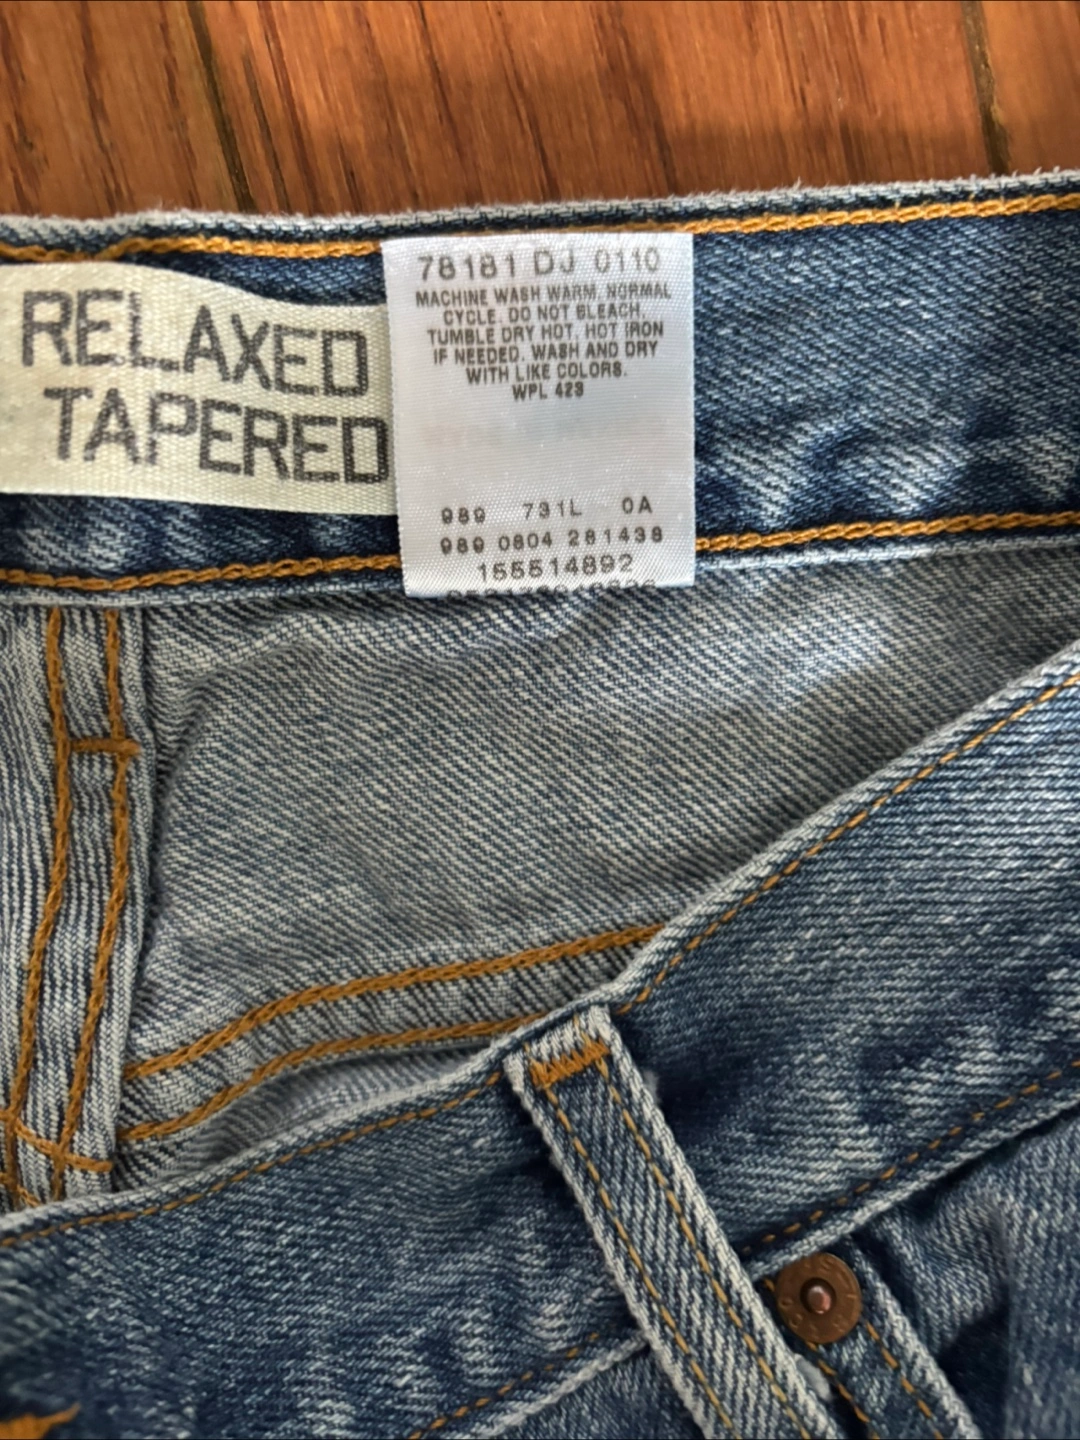 RELAXED
TAPERED
78181 DJ 0110
MACHINE WASH WARM, NORMAL
CYCLE. DO NOT BLEACH.
TUMBLE DRY HOT, HOT IRON
IF NEEDED. WASH AND DRY
WITH LIKE COLORS.
WPL 423
989 731L 0A
989 0804 281438
155514892